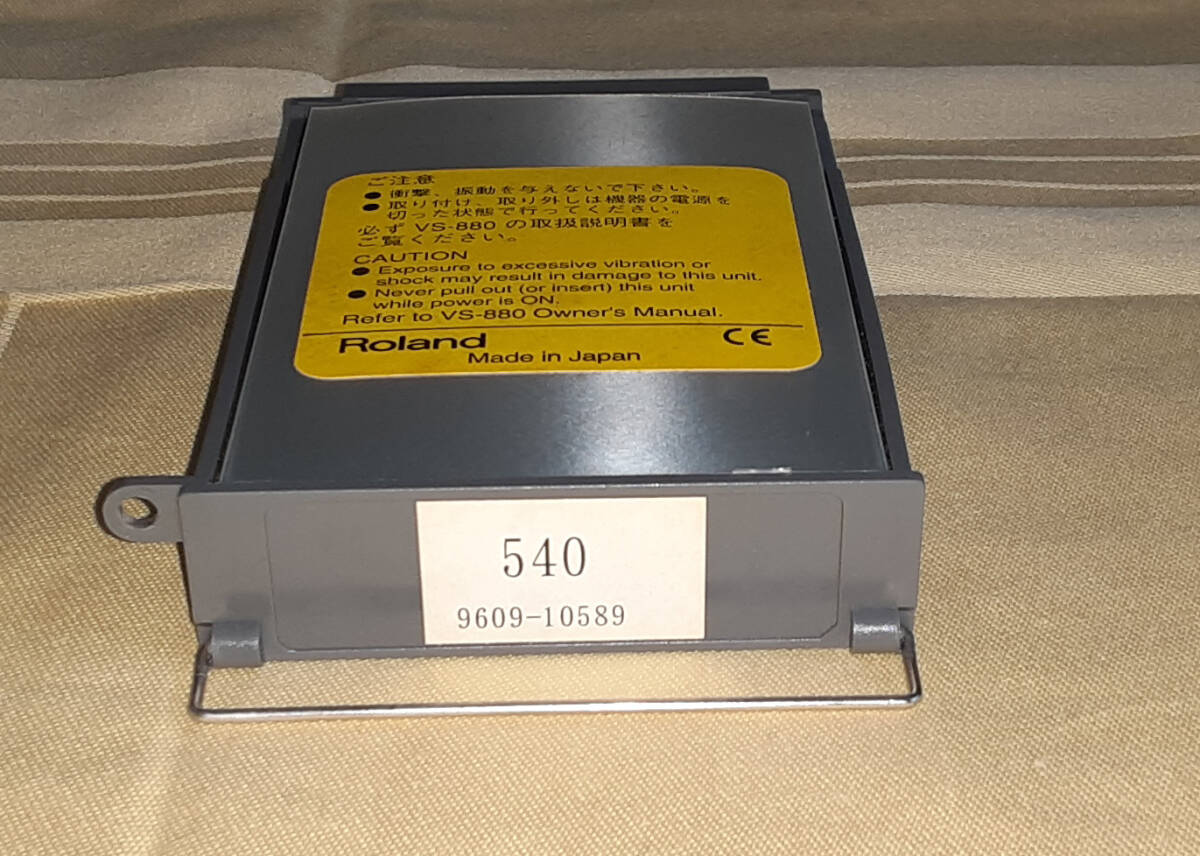 ご注意
● 衝撃、振動を与えないで下さい。
● 取り付け、取り外しは機器の電源を
切った状態で行ってください。
必ず VS-880 の取扱説明書を
ご覧ください。
CAUTION
● Exposure to excessive vibration or
shock may result in damage to this unit.
● Never pull out (or insert) this unit
while power is ON.
Refer to VS-880 Owner's Manual.
Roland CE
Made in Japan
540
9609-10589